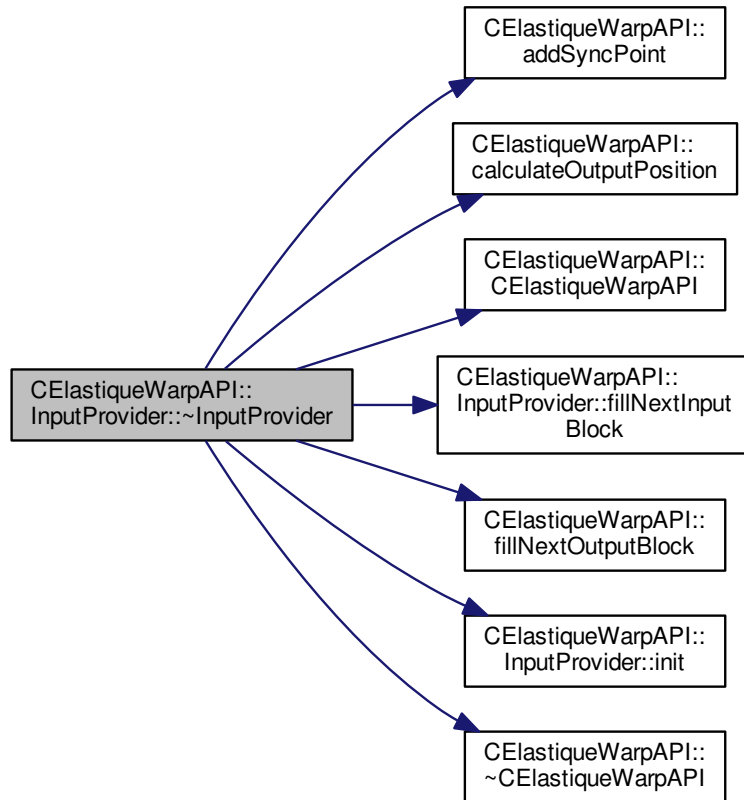 CElastiqueWarpAPI::
addSyncPoint
CElastiqueWarpAPI::
calculateOutputPosition
CElastiqueWarpAPI::
CElastiqueWarpAPI
CElastiqueWarpAPI::
InputProvider::~InputProvider
CElastiqueWarpAPI::
InputProvider::fillNextInput
Block
CElastiqueWarpAPI::
fillNextOutputBlock
CElastiqueWarpAPI::
InputProvider::init
CElastiqueWarpAPI::
~CElastiqueWarpAPI